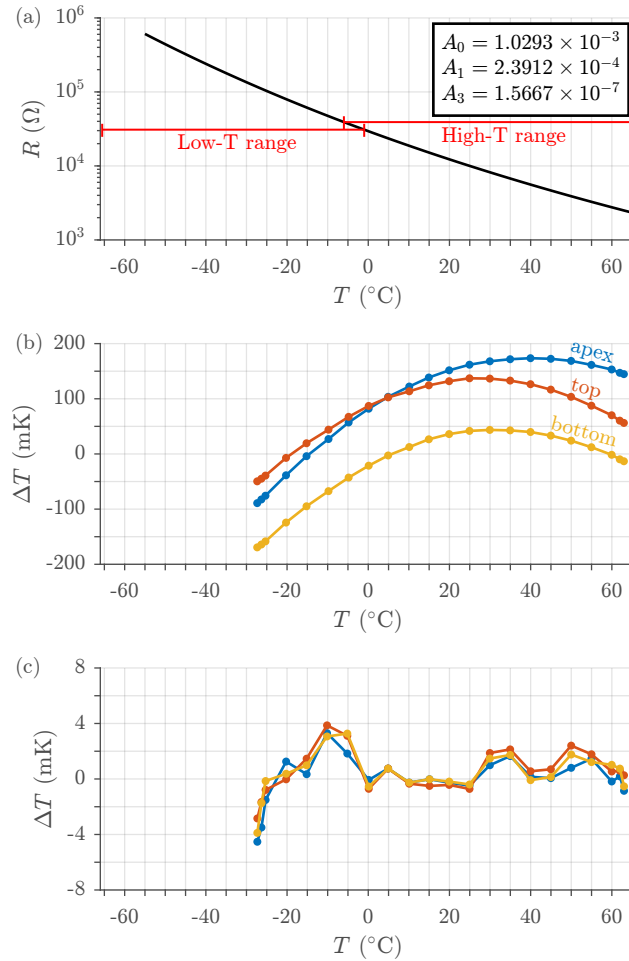 (a)
10^6
10^5
10^4
10^3
R (Ω)
A_0 = 1.0293 × 10^−3
A_1 = 2.3912 × 10^−4
A_3 = 1.5667 × 10^−7
Low-T range
High-T range
-60 -40 -20 0 20 40 60
T (°C)
(b)
200
100
0
-100
-200
ΔT (mK)
apex
top
bottom
-60 -40 -20 0 20 40 60
T (°C)
(c)
8
4
0
-4
-8
ΔT (mK)
-60 -40 -20 0 20 40 60
T (°C)